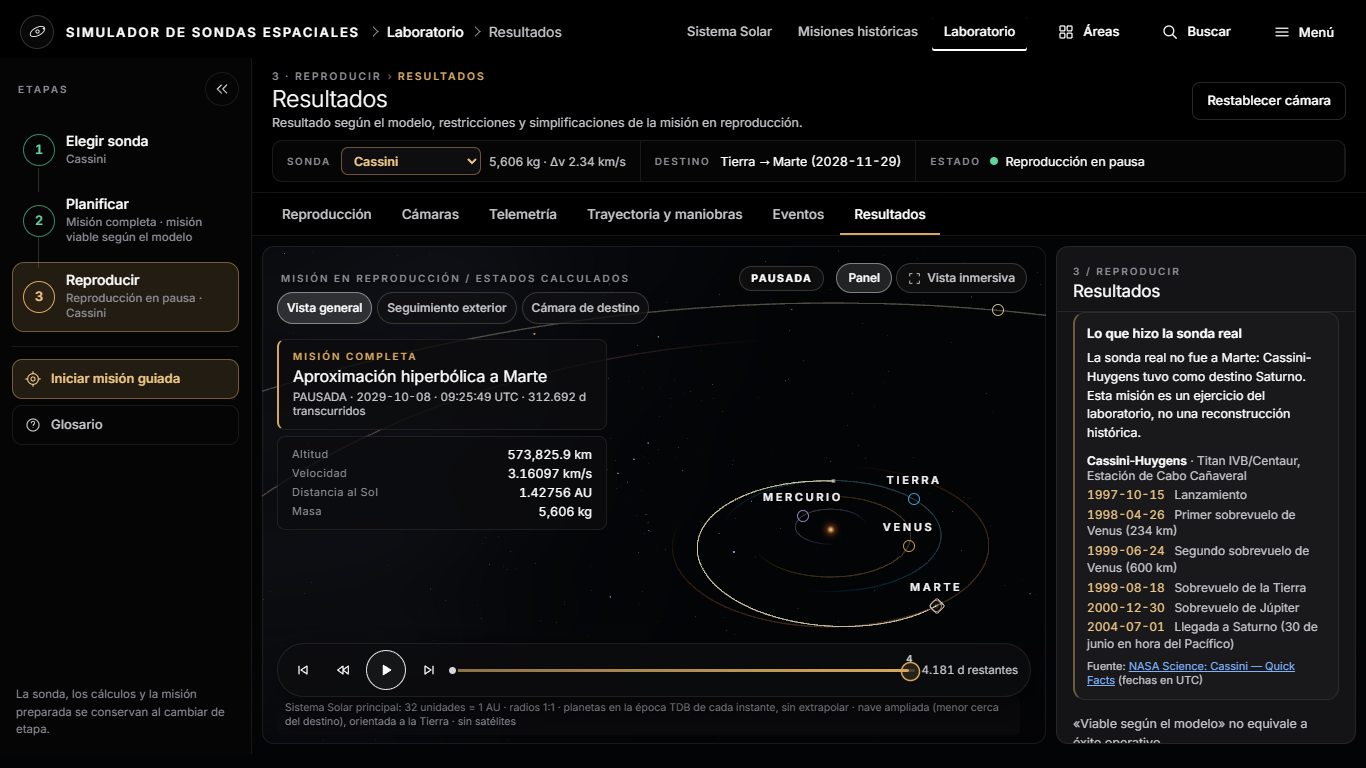 SIMULADOR DE SONDAS ESPACIALES > Laboratorio > Resultados
Sistema Solar
Misiones históricas
Laboratorio
Áreas
Buscar
Menú
ETAPAS
1
Elegir sonda
Cassini
2
Planificar
Misión completa · misión
viable según el modelo
3
Reproducir
Reproducción en pausa ·
Cassini
Iniciar misión guiada
Glosario
La sonda, los cálculos y la misión
preparada se conservan al cambiar de
etapa.
3 · REPRODUCIR › RESULTADOS
Resultados
Resultado según el modelo, restricciones y simplificaciones de la misión en reproducción.
Restablecer cámara
SONDA
Cassini
5,606 kg · Δv 2.34 km/s
DESTINO
Tierra → Marte (2028-11-29)
ESTADO
Reproducción en pausa
Reproducción
Cámaras
Telemetría
Trayectoria y maniobras
Eventos
Resultados
MISIÓN EN REPRODUCCIÓN / ESTADOS CALCULADOS
PAUSADA
Panel
Vista inmersiva
Vista general
Seguimiento exterior
Cámara de destino
MISIÓN COMPLETA
Aproximación hiperbólica a Marte
PAUSADA · 2029-10-08 · 09:25:49 UTC · 312.692 d
transcurridos
Altitud 573,825.9 km
Velocidad 3.16097 km/s
Distancia al Sol 1.42756 AU
Masa 5,606 kg
TIERRA
MERCURIO
VENUS
MARTE
4
4.181 d restantes
Sistema Solar principal: 32 unidades = 1 AU · radios 1:1 · planetas en la época TDB de cada instante, sin extrapolar · nave ampliada (menor cerca
del destino), orientada a la Tierra · sin satélites
3 / REPRODUCIR
Resultados
Lo que hizo la sonda real
La sonda real no fue a Marte: Cassini-
Huygens tuvo como destino Saturno.
Esta misión es un ejercicio del
laboratorio, no una reconstrucción
histórica.
Cassini-Huygens · Titan IVB/Centaur,
Estación de Cabo Cañaveral
1997-10-15 Lanzamiento
1998-04-26 Primer sobrevuelo de
Venus (234 km)
1999-06-24 Segundo sobrevuelo de
Venus (600 km)
1999-08-18 Sobrevuelo de la Tierra
2000-12-30 Sobrevuelo de Júpiter
2004-07-01 Llegada a Saturno (30 de
junio en hora del Pacífico)
Fuente: NASA Science: Cassini — Quick
Facts (fechas en UTC)
«Viable según el modelo» no equivale a
éxito operativo